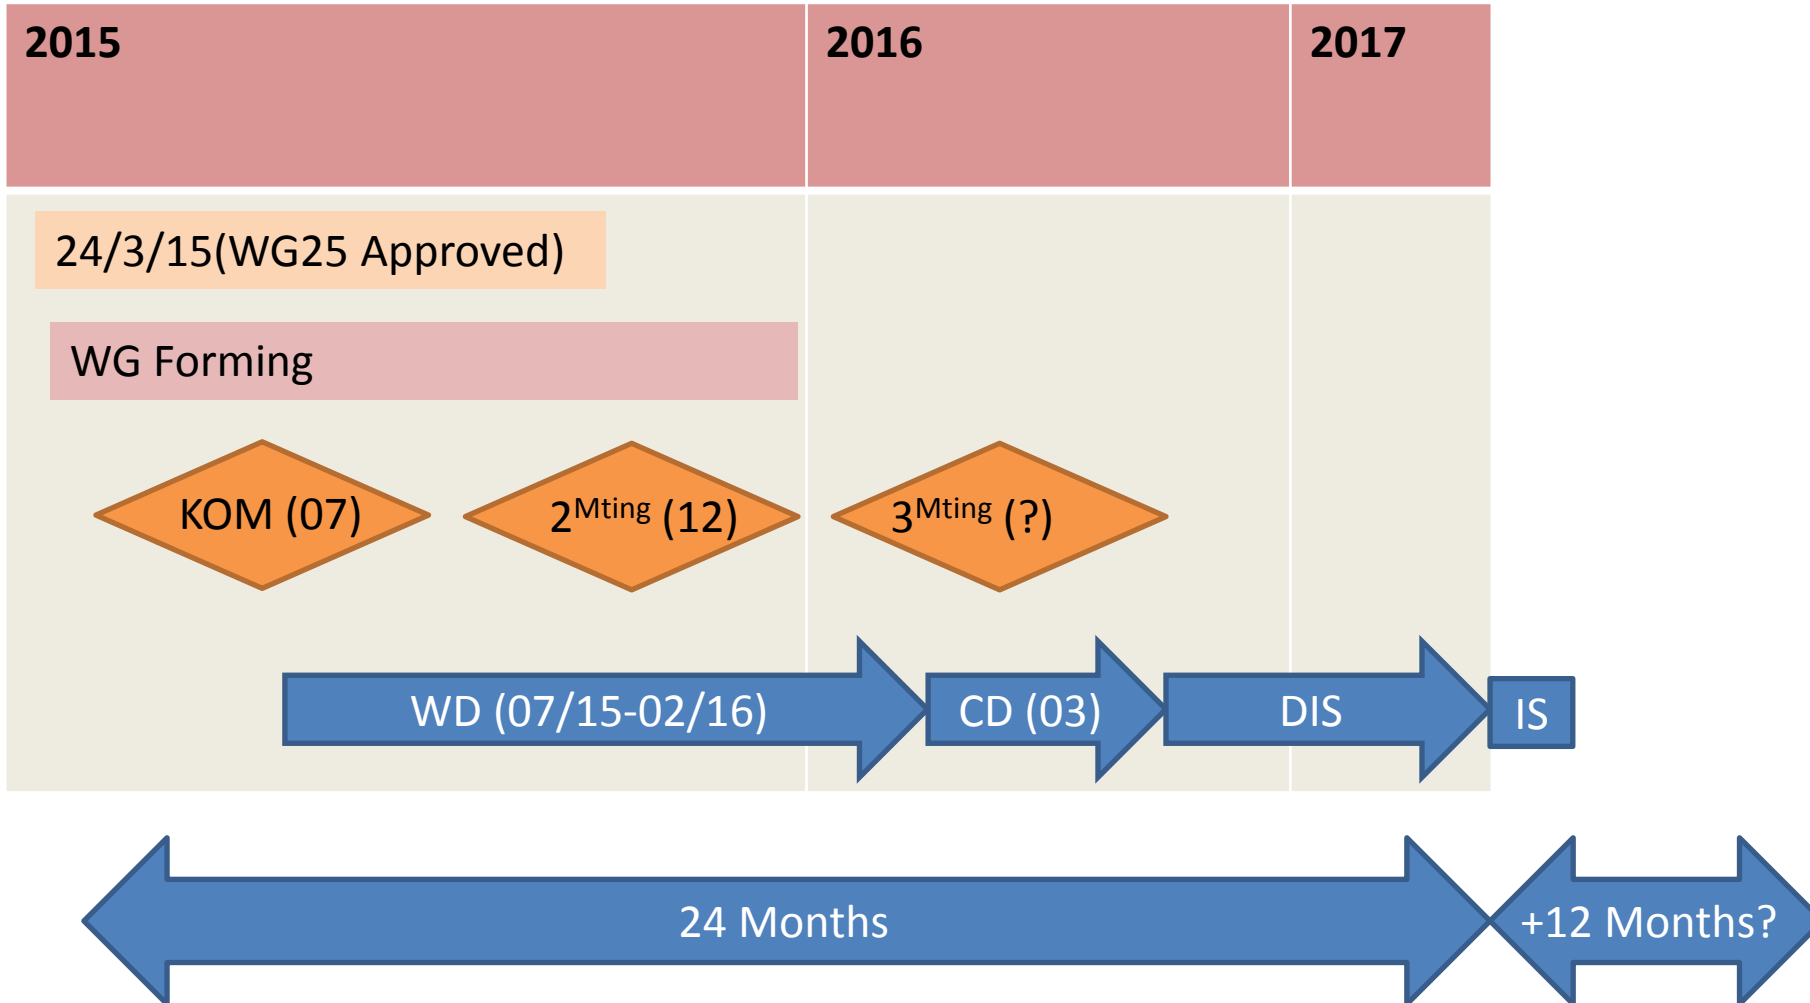 2015
2016
2017
24/3/15(WG25 Approved)
WG Forming
KOM (07)
2Mting (12)
3Mting (?)
WD (07/15-02/16)
CD (03)
DIS
IS
24 Months
+12 Months?